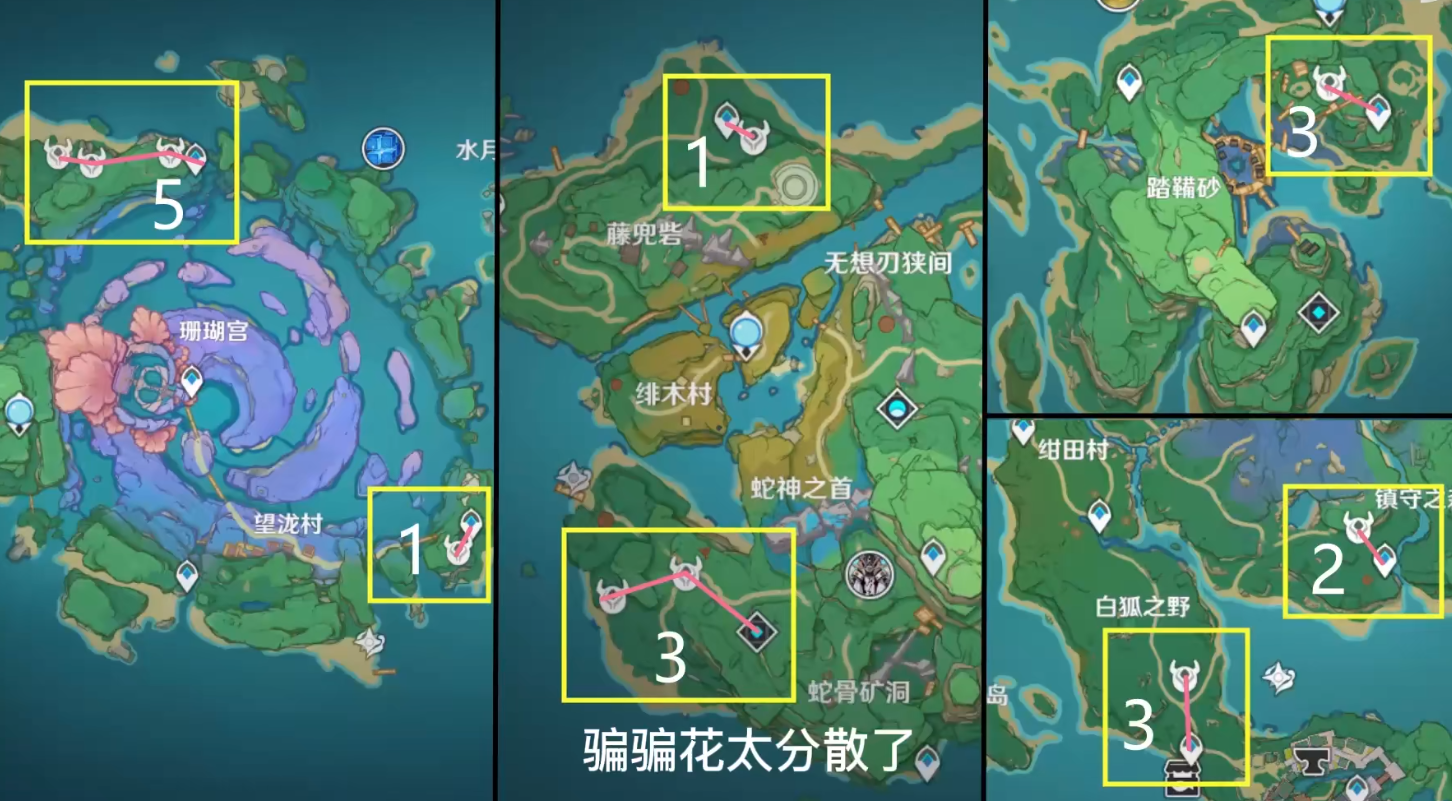 5
水月
珊瑚宫
望泷村
1
1
藤兜砦
无想刃狭间
绯木村
蛇神之首
3
蛇骨矿洞
骗骗花太分散了
3
踏鞴砂
绀田村
镇守之森
2
白狐之野
3
岛